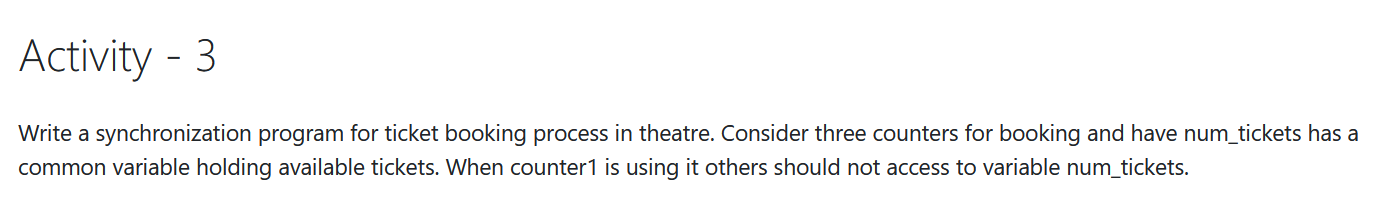 Activity - 3
Write a synchronization program for ticket booking process in theatre. Consider three counters for booking and have num_tickets has a
common variable holding available tickets. When counter1 is using it others should not access to variable num_tickets.